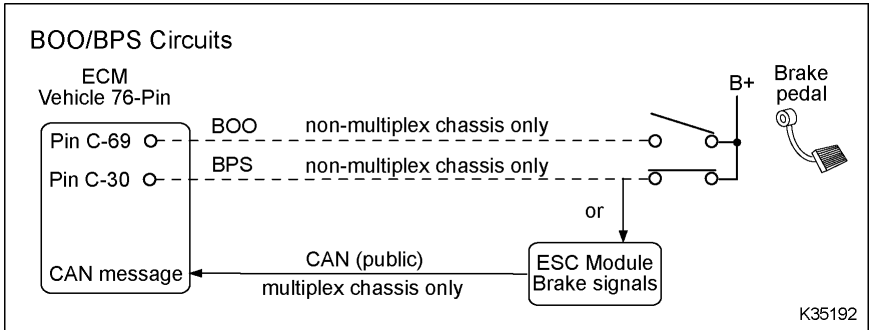 BOO/BPS Circuits
ECM
Vehicle 76-Pin
B+
Brake
pedal
Pin C-69
BOO
non-multiplex chassis only
Pin C-30
BPS
non-multiplex chassis only
or
CAN message
CAN (public)
multiplex chassis only
ESC Module
Brake signals
K35192